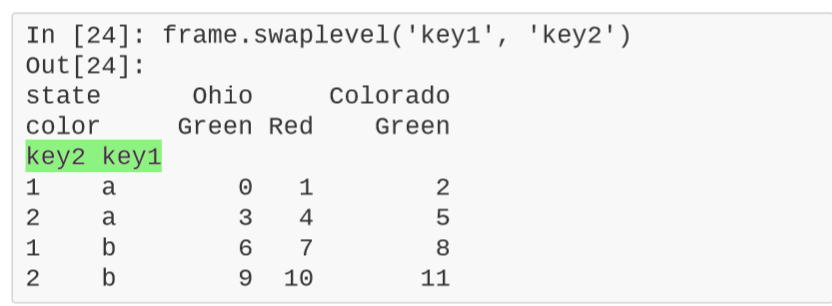 In [24]: frame.swaplevel('key1', 'key2')
Out[24]:
state      Ohio     Colorado
color     Green Red    Green
key2 key1
1    a        0   1        2
2    a        3   4        5
1    b        6   7        8
2    b        9  10       11